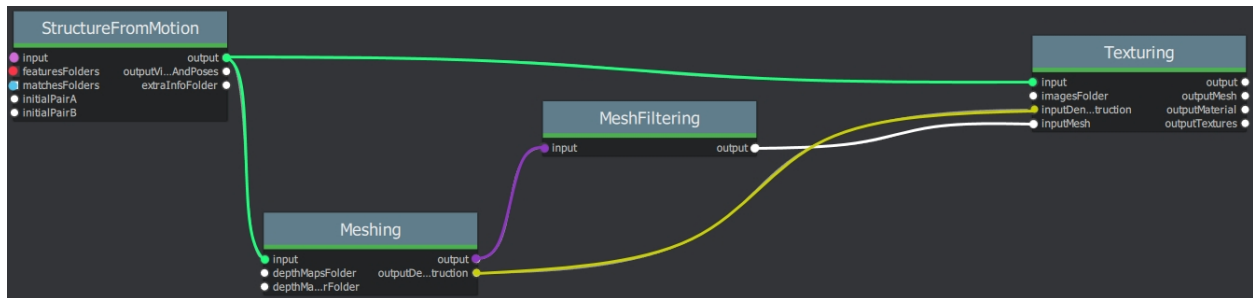 StructureFromMotion
input output
featuresFolders outputVi...AndPoses
matchesFolders extraInfoFolder
initialPairA
initialPairB
Texturing
input output
imagesFolder outputMesh
inputDen...truction outputMaterial
inputMesh outputTextures
MeshFiltering
input output
Meshing
input output
depthMapsFolder outputDe...truction
depthMa...rFolder